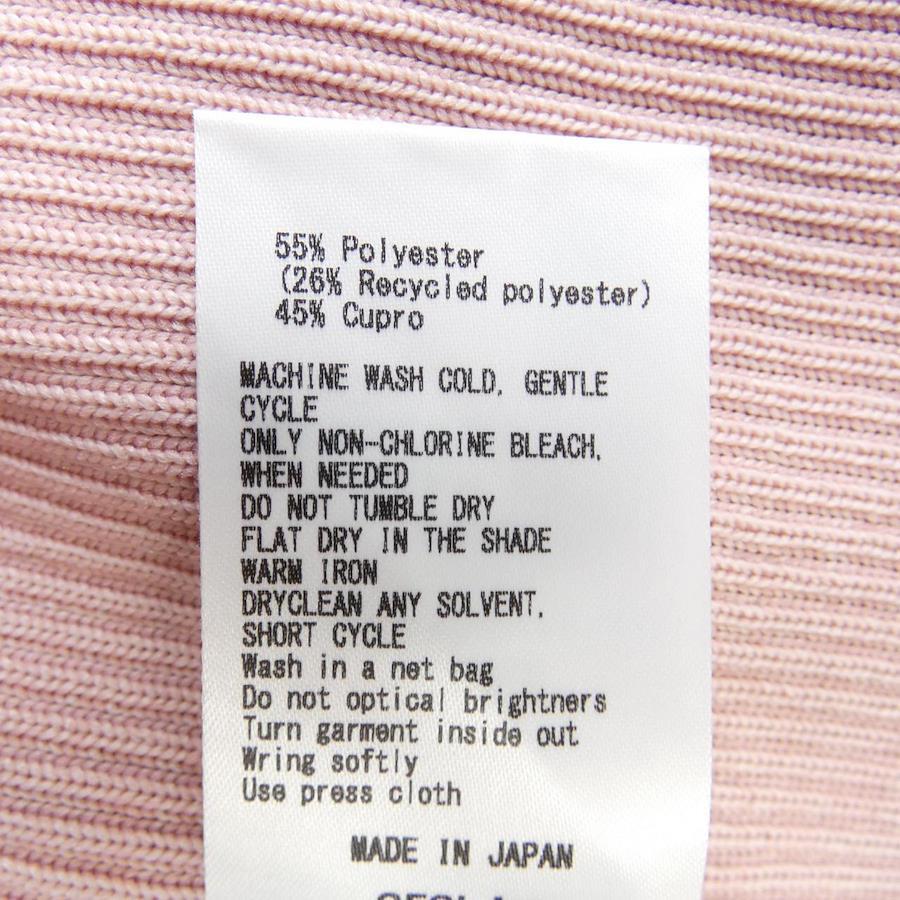 55% Polyester
(26% Recycled polyester)
45% Cupro
MACHINE WASH COLD, GENTLE
CYCLE
ONLY NON-CHLORINE BLEACH,
WHEN NEEDED
DO NOT TUMBLE DRY
FLAT DRY IN THE SHADE
WARM IRON
DRYCLEAN ANY SOLVENT,
SHORT CYCLE
Wash in a net bag
Do not optical brightners
Turn garment inside out
Wring softly
Use press cloth
MADE IN JAPAN